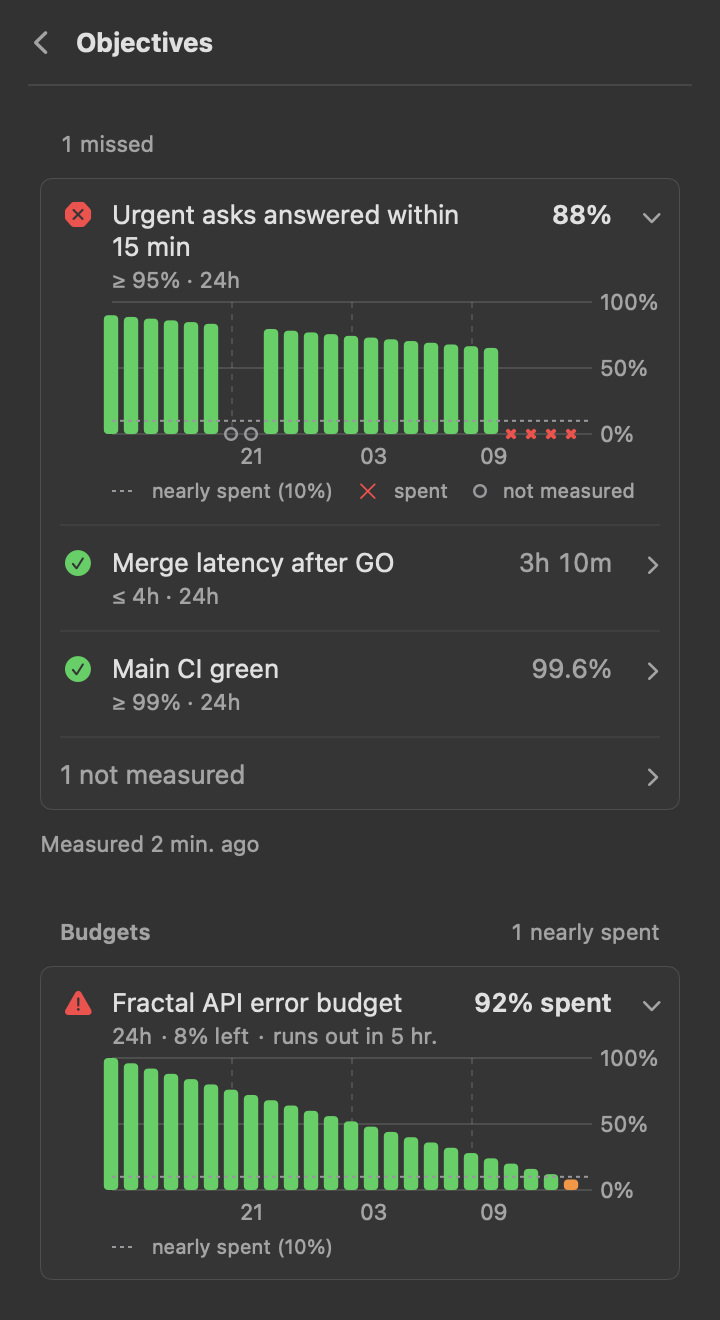 Objectives
1 missed
Urgent asks answered within
15 min
88%
≥ 95% · 24h
100%
50%
0%
21 03 09
nearly spent (10%) spent not measured
Merge latency after GO 3h 10m
≤ 4h · 24h
Main CI green 99.6%
≥ 99% · 24h
1 not measured
Measured 2 min. ago
Budgets 1 nearly spent
Fractal API error budget 92% spent
24h · 8% left · runs out in 5 hr.
100%
50%
0%
21 03 09
nearly spent (10%)